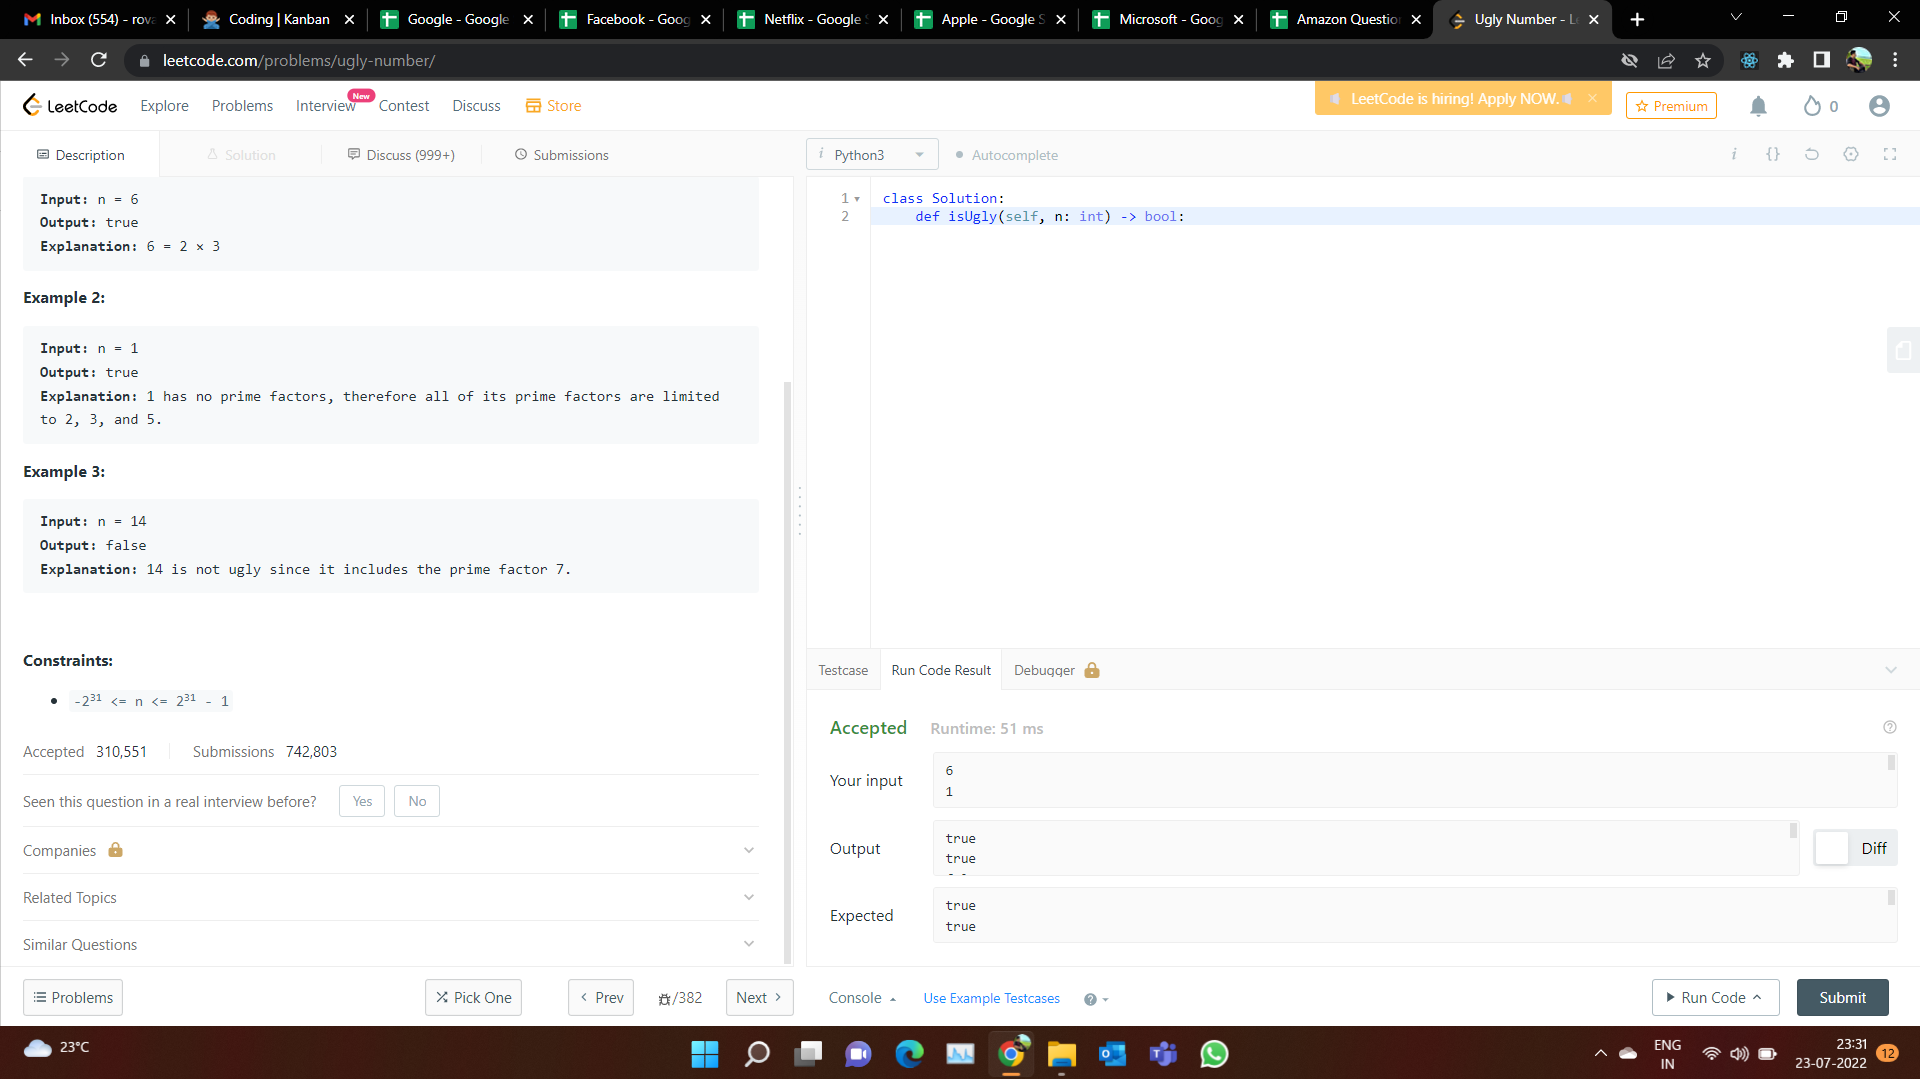 Inbox (554) - rova
Coding | Kanban
Google - Google
Facebook - Goog
Netflix - Google S
Apple - Google S
Microsoft - Goog
Amazon Questio
Ugly Number - L
leetcode.com/problems/ugly-number/
LeetCode
Explore
Problems
Interview
New
Contest
Discuss
Store
LeetCode is hiring! Apply NOW.
Premium
0
Description
Solution
Discuss (999+)
Submissions
i Python3
Autocomplete
Input: n = 6
Output: true
Explanation: 6 = 2 × 3
Example 2:
Input: n = 1
Output: true
Explanation: 1 has no prime factors, therefore all of its prime factors are limited
to 2, 3, and 5.
Example 3:
Input: n = 14
Output: false
Explanation: 14 is not ugly since it includes the prime factor 7.
Constraints:
-2³¹ <= n <= 2³¹ - 1
Accepted 310,551 Submissions 742,803
Seen this question in a real interview before? Yes No
Companies
Related Topics
Similar Questions
Problems
Pick One
Prev
/382
Next
1 class Solution:
2 def isUgly(self, n: int) -> bool:
Testcase
Run Code Result
Debugger
Accepted Runtime: 51 ms
Your input
6
1
Output
true
true
Diff
Expected
true
true
Console
Use Example Testcases
Run Code
Submit
23°C
ENG
IN
23:31
23-07-2022
12